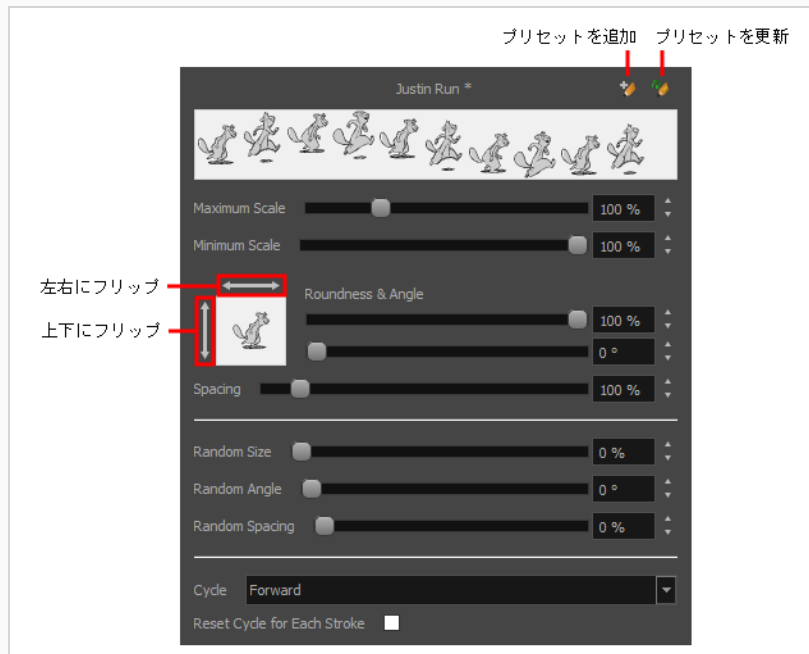 プリセットを追加 プリセットを更新
Justin Run *
Maximum Scale 100 %
Minimum Scale 100 %
左右にフリップ
Roundness & Angle
100 %
上下にフリップ
0 °
Spacing 100 %
Random Size 0 %
Random Angle 0 °
Random Spacing 0 %
Cycle Forward
Reset Cycle for Each Stroke